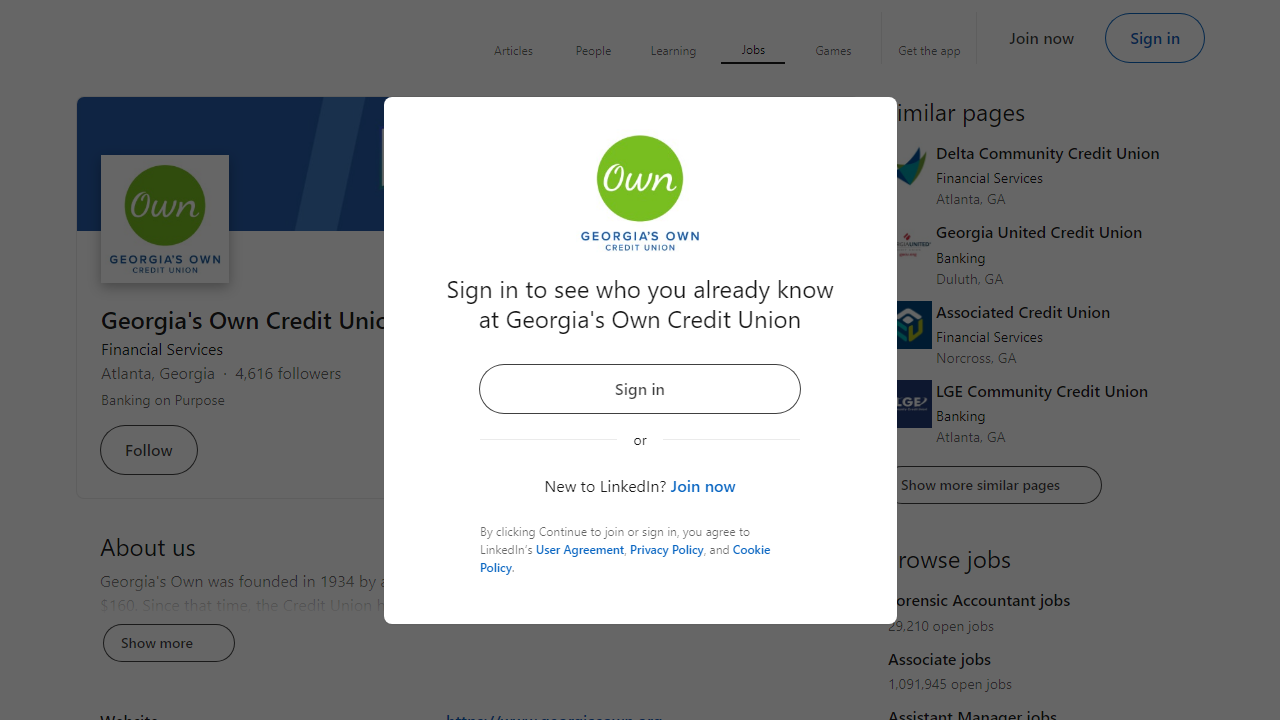 Articles
People
Learning
Jobs
Games
Get the app
Join now
Sign in
Own
GEORGIA'S OWN
CREDIT UNION
Georgia's Own Credit Unio
Financial Services
Atlanta, Georgia · 4,616 followers
Banking on Purpose
Follow
About us
Georgia's Own was founded in 1934 by a
$160. Since that time, the Credit Union h
Show more
Website
https://www.georgiasown.org
Own
GEORGIA'S OWN
CREDIT UNION
Sign in to see who you already know
at Georgia's Own Credit Union
Sign in
or
New to LinkedIn? Join now
By clicking Continue to join or sign in, you agree to
LinkedIn's User Agreement, Privacy Policy, and Cookie
Policy.
imilar pages
Delta Community Credit Union
Financial Services
Atlanta, GA
Georgia United Credit Union
Banking
Duluth, GA
Associated Credit Union
Financial Services
Norcross, GA
LGE
LGE Community Credit Union
Banking
Atlanta, GA
Show more similar pages
rowse jobs
orensic Accountant jobs
29,210 open jobs
Associate jobs
1,091,945 open jobs
Assistant Manager jobs